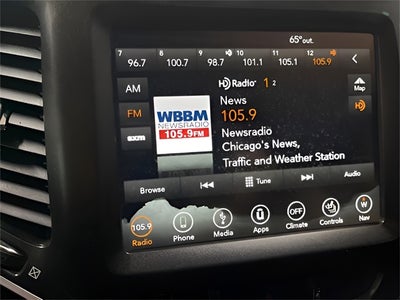 65° out.
7 8 9 10 11 12
96.7 100.7 98.7 101.1 105.1 105.9
AM
FM
sxm
HD Radio 1 2
Map
HD
News
105.9
WBBM
NEWSRADIO
105.9FM
Newsradio
Chicago's News,
Traffic and Weather Station
Browse Tune Audio
105.9 OFF W
Radio Phone Media Apps Climate Controls Nav